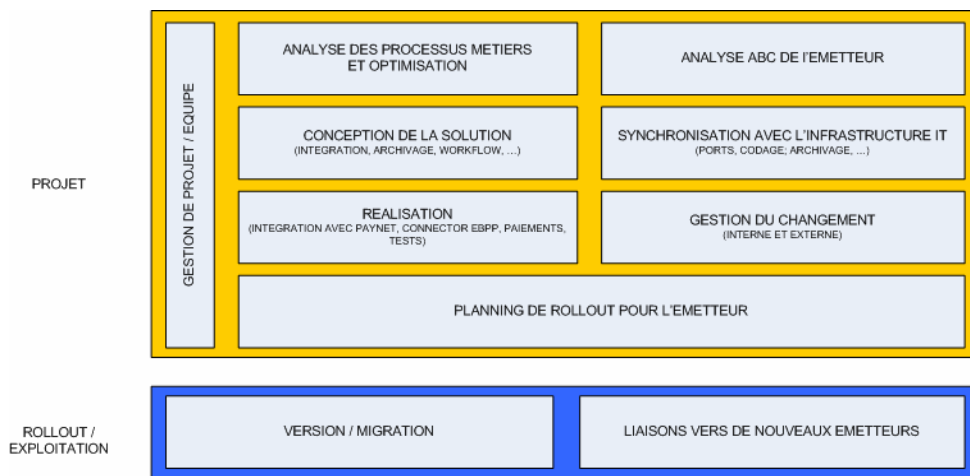 PROJET
GESTION DE PROJET / EQUIPE
ANALYSE DES PROCESSUS METIERS
ET OPTIMISATION
ANALYSE ABC DE l'EMETTEUR
CONCEPTION DE LA SOLUTION
(INTEGRATION, ARCHIVAGE, WORKFLOW, ...)
SYNCHRONISATION AVEC L'INFRASTRUCTURE IT
(PORTS, CODAGE; ARCHIVAGE, ...)
REALISATION
(INTEGRATION AVEC PAYNET, CONNECTOR EBPP, PAIEMENTS,
TESTS)
GESTION DU CHANGEMENT
(INTERNE ET EXTERNE)
PLANNING DE ROLLOUT POUR L'EMETTEUR
ROLLOUT /
EXPLOITATION
VERSION / MIGRATION
LIAISONS VERS DE NOUVEAUX EMETTEURS